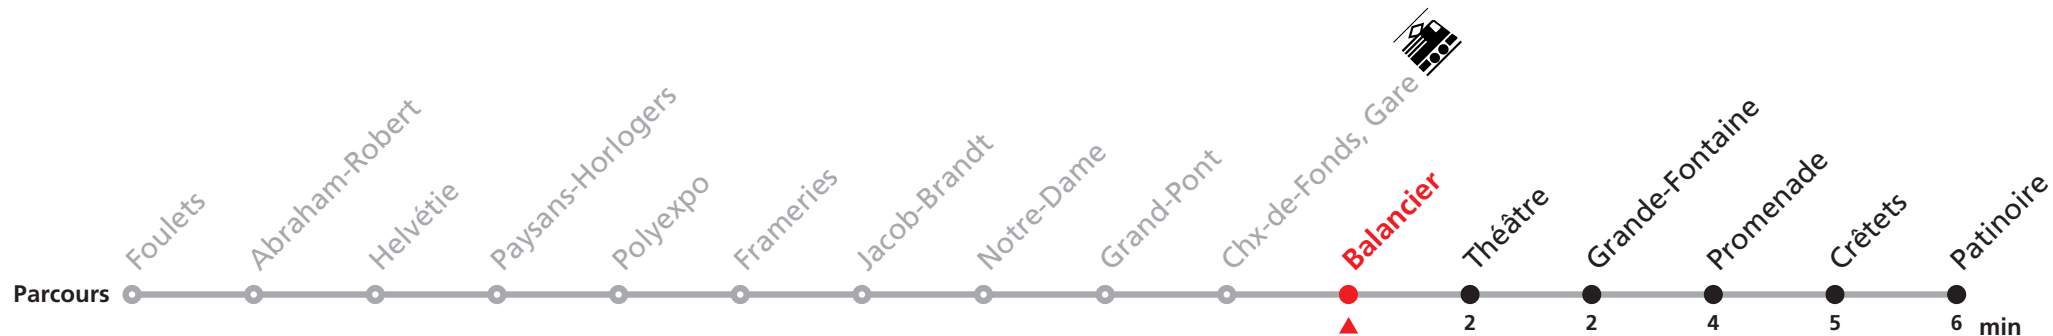 Parcours
Foulets
Abraham-Robert
Helvétie
Paysans-Horlogers
Polyexpo
Frameries
Jacob-Brandt
Notre-Dame
Grand-Pont
Chx-de-Fonds, Gare
Balancier
Théâtre
Grande-Fontaine
Promenade
Crêtets
Patinoire
2 2 4 5 6 min